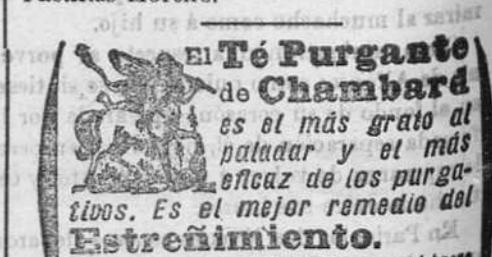 El Té Purgante
de Chambard
es el más grato al
paladar y el más
eficaz de los purga-
tivos. Es el mejor remedio del
Estreñimiento.